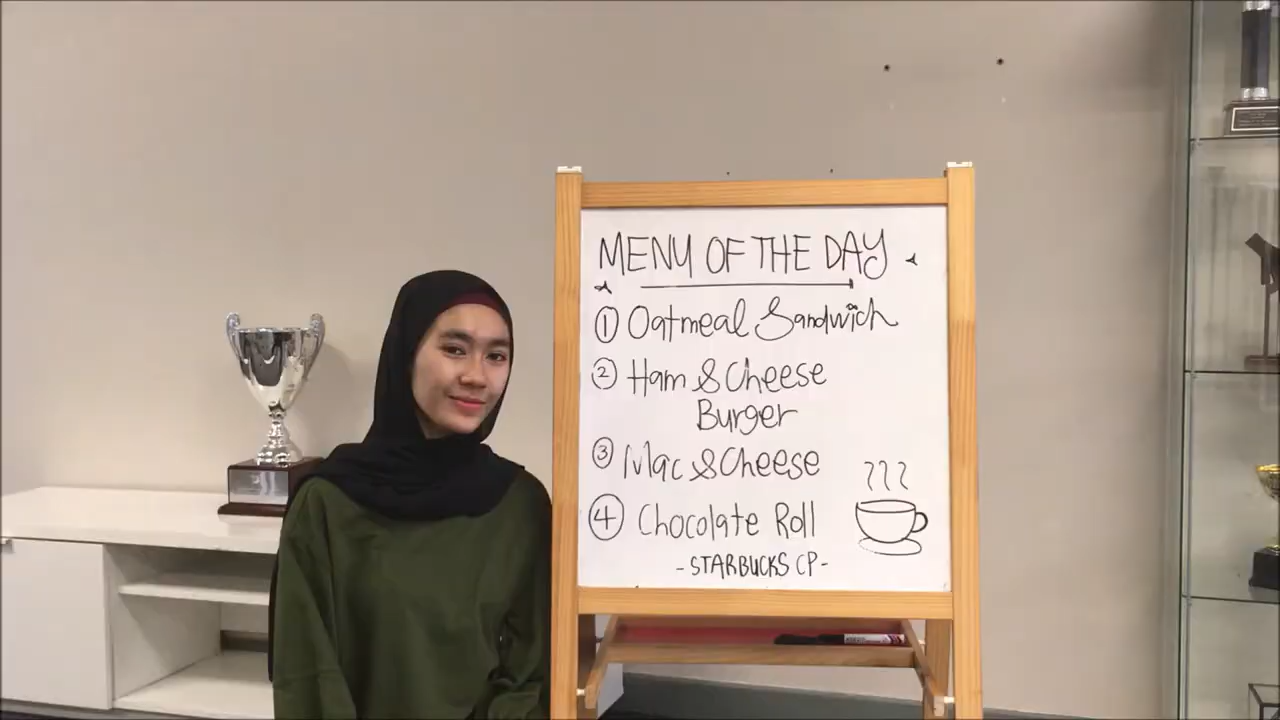 MENU OF THE DAY
① Oatmeal Sandwich
② Ham & Cheese
Burger
③ Mac & Cheese
④ Chocolate Roll
- STARBUCKS CP -